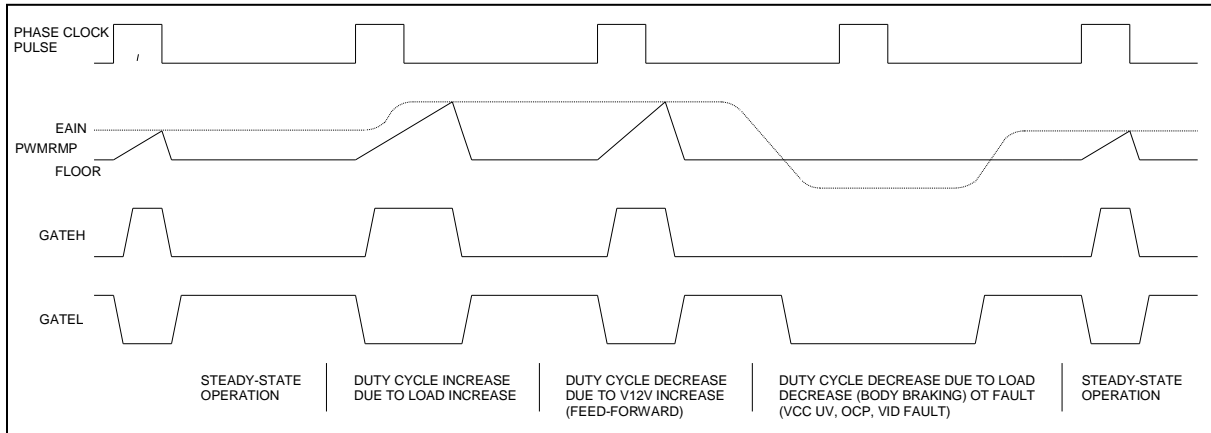 PHASE CLOCK
PULSE
EAIN
PWMRMP
FLOOR
GATEH
GATEL
STEADY-STATE
OPERATION
DUTY CYCLE INCREASE
DUE TO LOAD INCREASE
DUTY CYCLE DECREASE
DUE TO V12V INCREASE
(FEED-FORWARD)
DUTY CYCLE DECREASE DUE TO LOAD
DECREASE (BODY BRAKING) OT FAULT
(VCC UV, OCP, VID FAULT)
STEADY-STATE
OPERATION